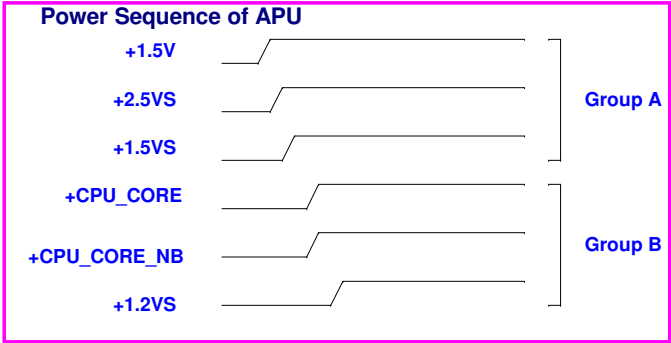 Power Sequence of APU
+1.5V
+2.5VS
Group A
+1.5VS
+CPU_CORE
+CPU_CORE_NB
Group B
+1.2VS